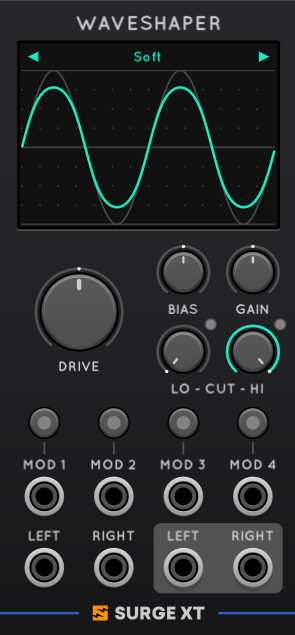 WAVESHAPER
Soft
BIAS GAIN
DRIVE
LO - CUT - HI
MOD 1 MOD 2 MOD 3 MOD 4
LEFT RIGHT LEFT RIGHT
SURGE XT